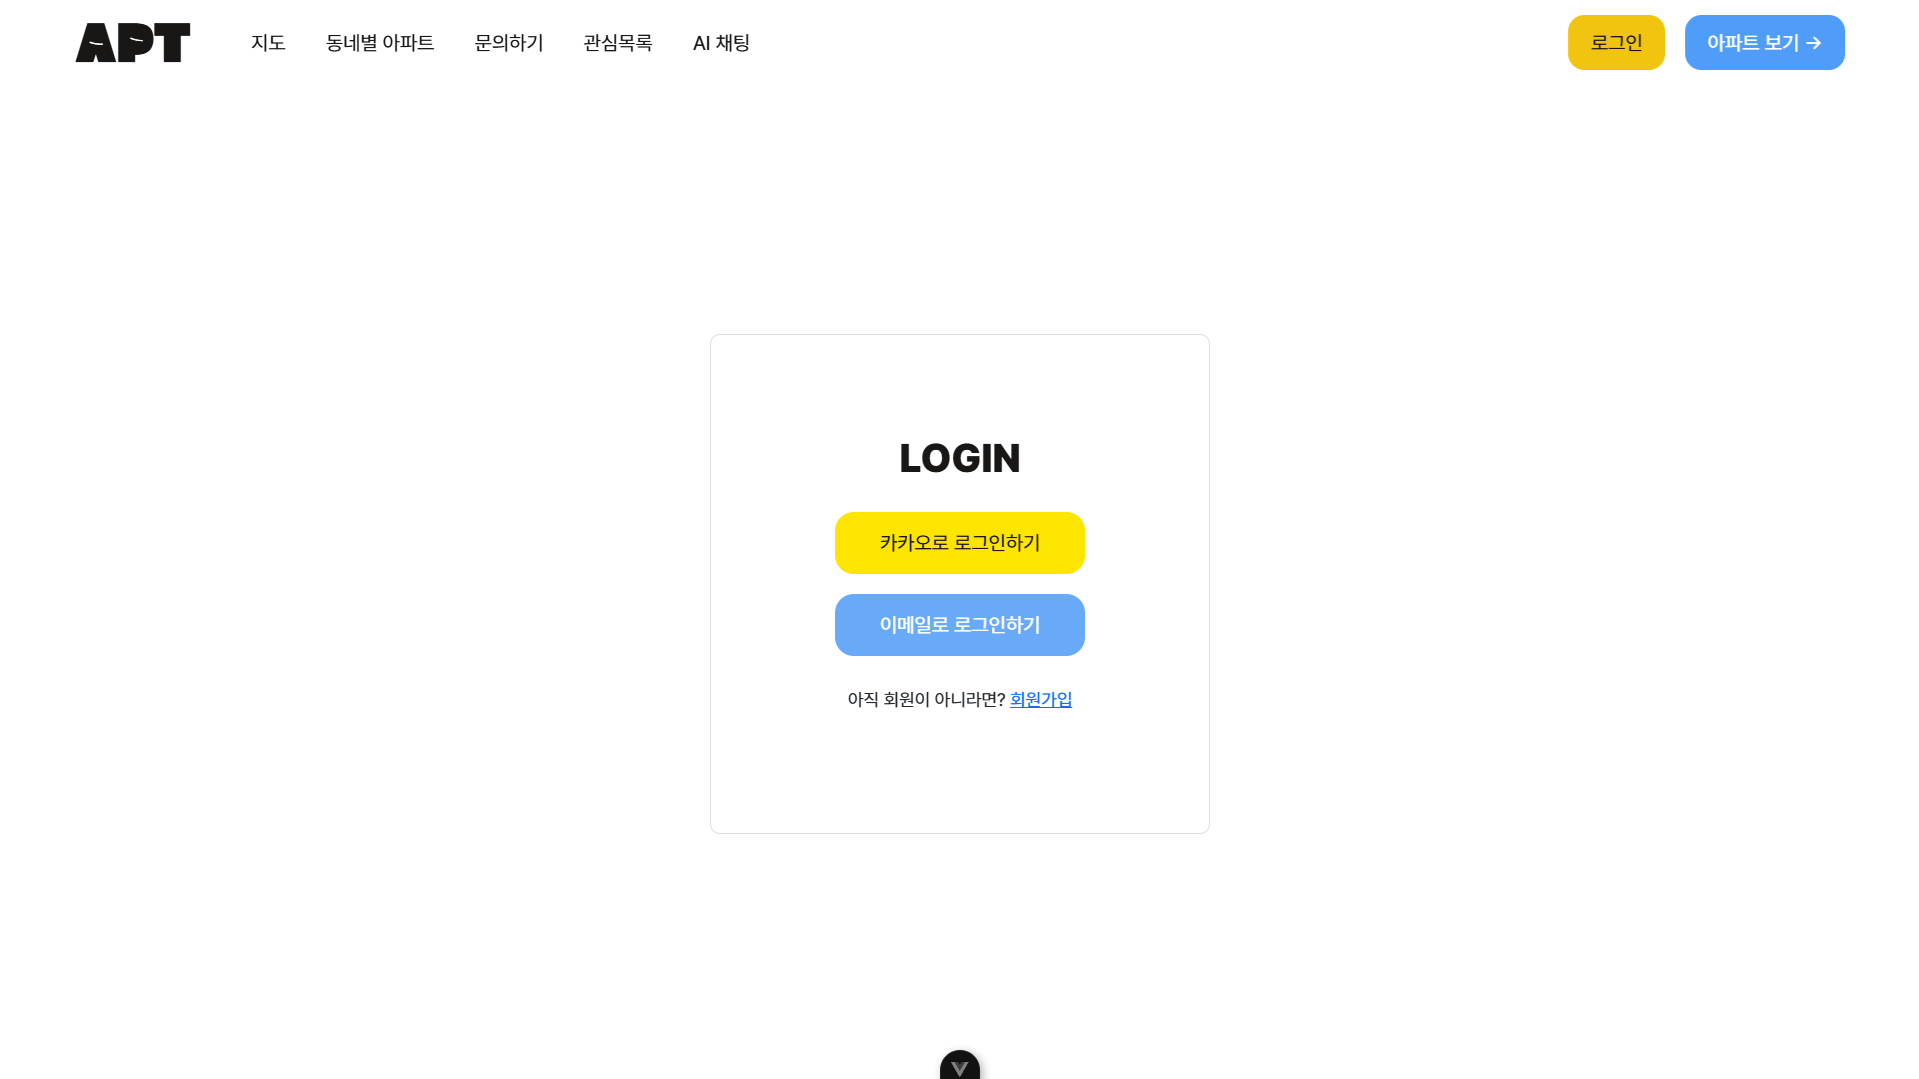 APT
지도
동네별 아파트
문의하기
관심목록
AI 채팅
로그인
아파트 보기 →
LOGIN
카카오로 로그인하기
이메일로 로그인하기
아직 회원이 아니라면? 회원가입